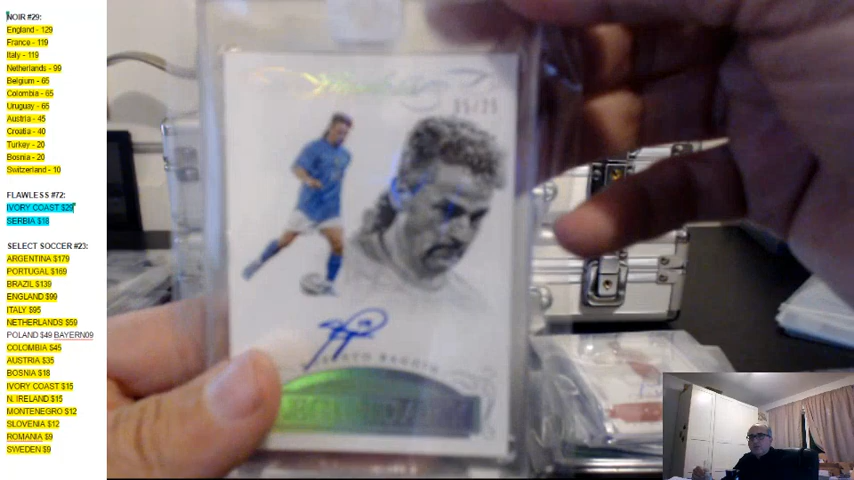 NOIR #29:
England - 129
France - 119
Italy - 119
Netherlands - 99
Belgium - 65
Colombia - 65
Uruguay - 65
Austria - 45
Croatia - 40
Turkey - 20
Bosnia - 20
Switzerland - 10
FLAWLESS #72:
IVORY COAST $29
SERBIA $18
SELECT SOCCER #23:
ARGENTINA $179
PORTUGAL $169
BRAZIL $139
ENGLAND $99
ITALY $95
NETHERLANDS $59
POLAND $49 BAYERN09
COLOMBIA $45
AUSTRIA $35
BOSNIA $18
IVORY COAST $15
N. IRELAND $15
MONTENEGRO $12
SLOVENIA $12
ROMANIA $9
SWEDEN $9